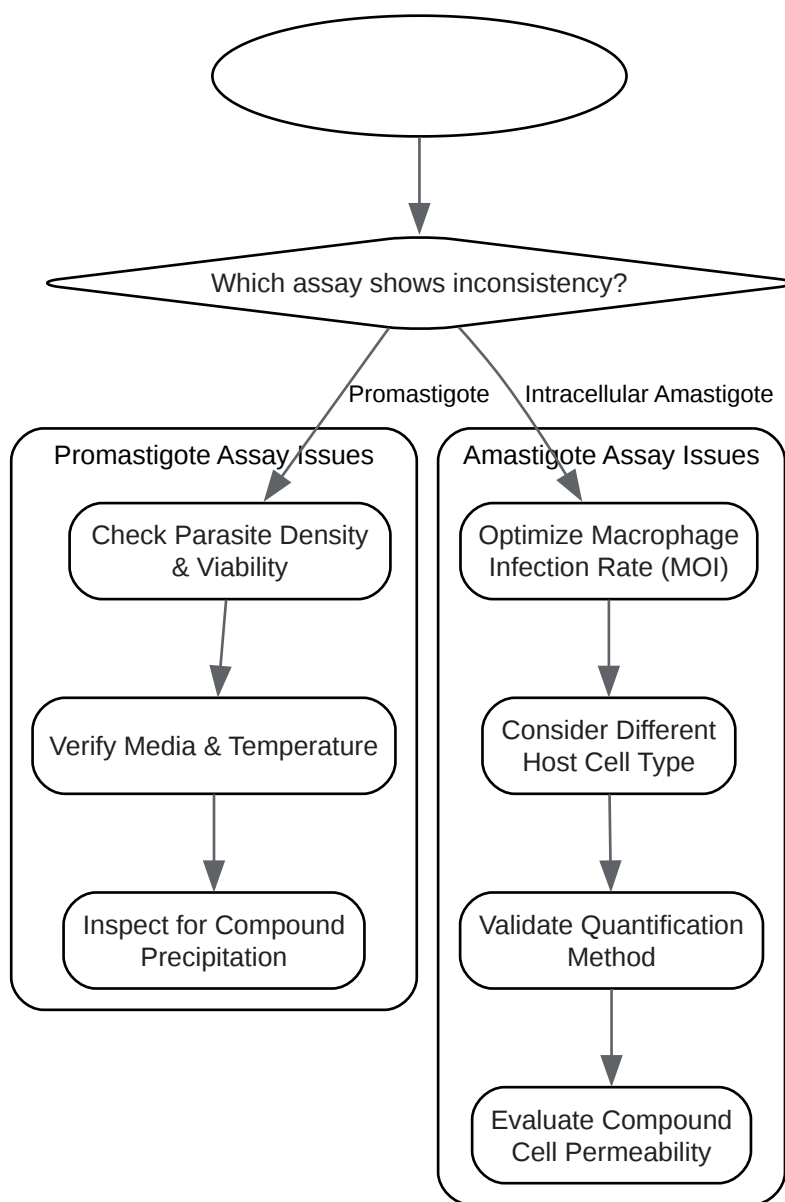 Which assay shows inconsistency?
Promastigote
Intracellular Amastigote
Promastigote Assay Issues
Check Parasite Density
& Viability
Verify Media & Temperature
Inspect for Compound
Precipitation
Amastigote Assay Issues
Optimize Macrophage
Infection Rate (MOI)
Consider Different
Host Cell Type
Validate Quantification
Method
Evaluate Compound
Cell Permeability